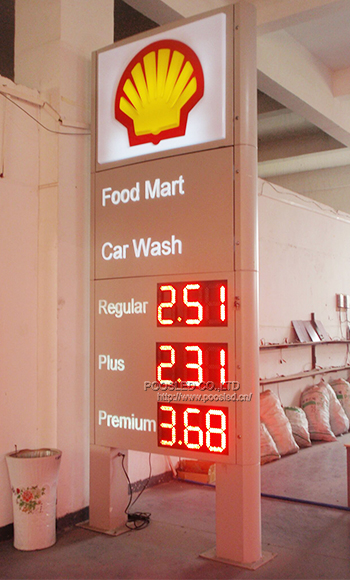 Food Mart
Car Wash
Regular 2.51
Plus 2.31
POOSLED CO.,LTD
http://www.poosled.cn/
Premium 3.68